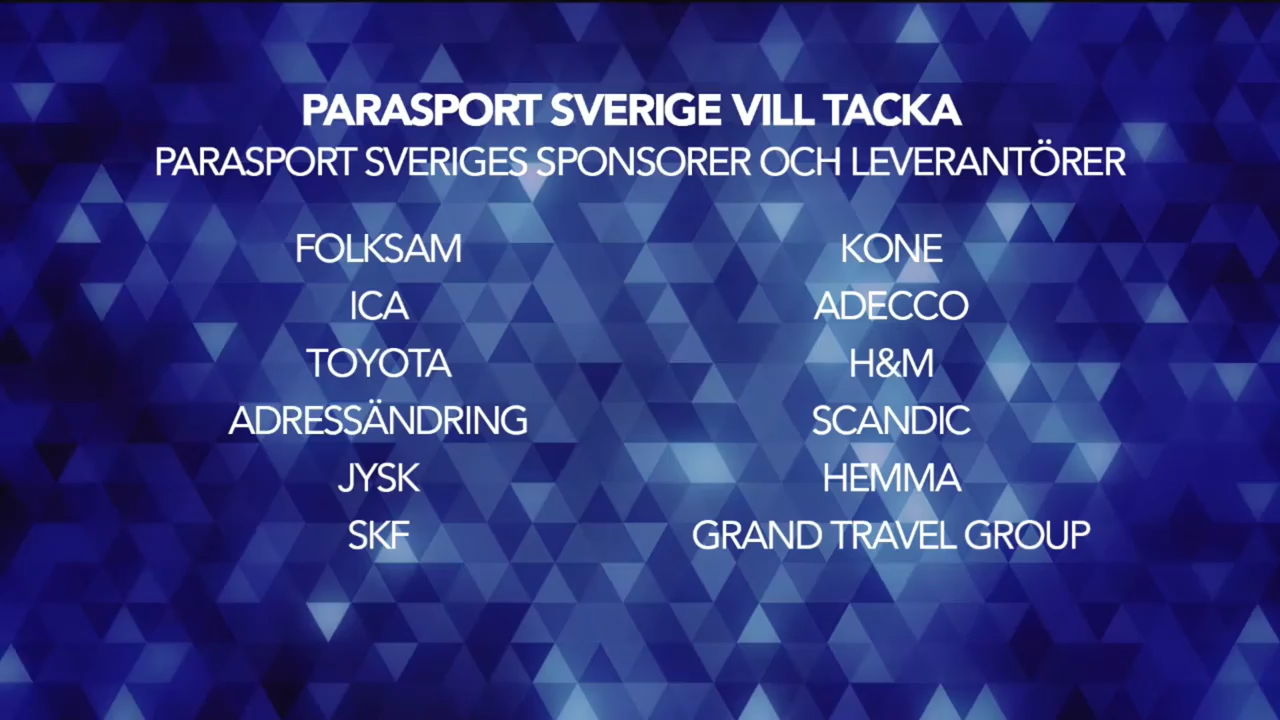 PARASPORT SVERIGE VILL TACKA
PARASPORT SVERIGES SPONSORER OCH LEVERANTÖRER
FOLKSAM
ICA
TOYOTA
ADRESSÄNDRING
JYSK
SKF
KONE
ADECCO
H&M
SCANDIC
HEMMA
GRAND TRAVEL GROUP